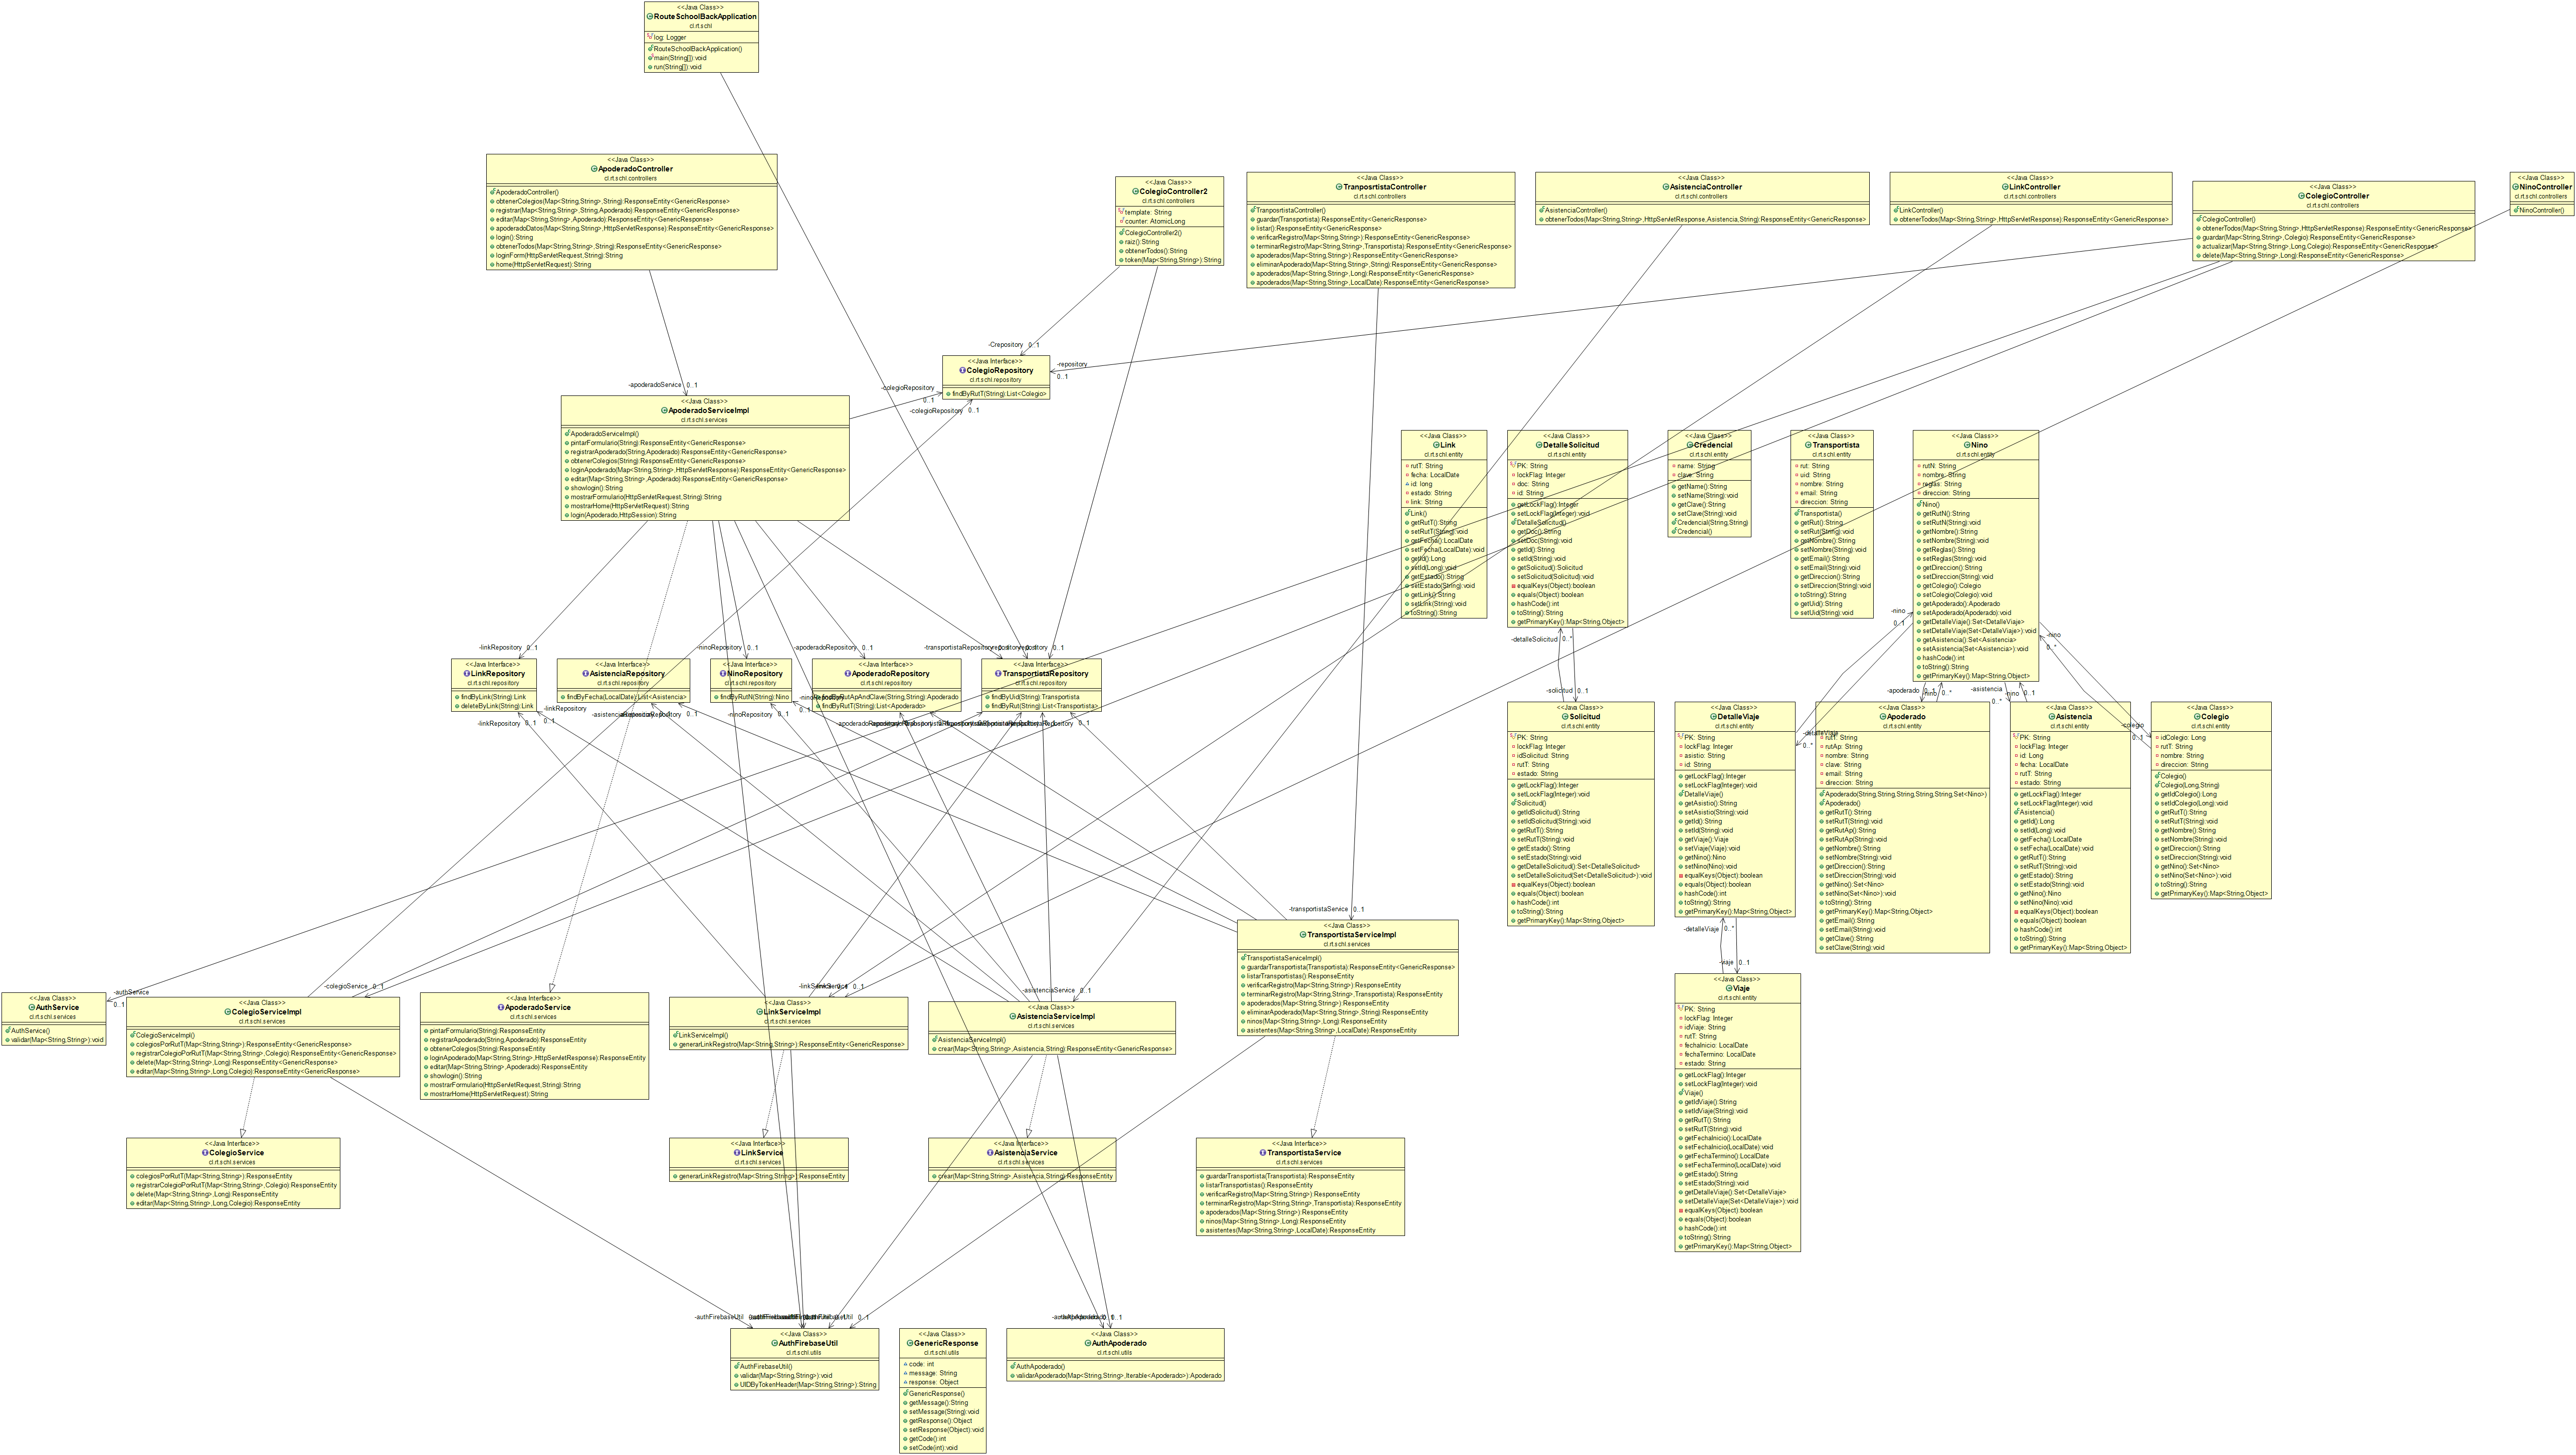 <<Java Class>>
RouteSchoolBackApplication
cl.rt.schl
log: Logger
RouteSchoolBackApplication()
main(String[]):void
run(String[]):void
<<Java Class>>
ApoderadoController
cl.rt.schl.controllers
ApoderadoController()
obtenerColegios(Map<String,String>,String):ResponseEntity<GenericResponse>
registrar(Map<String,String>,String,Apoderado):ResponseEntity<GenericResponse>
editar(Map<String,String>,Apoderado):ResponseEntity<GenericResponse>
apoderadoDatos(Map<String,String>,HttpServletResponse):ResponseEntity<GenericResponse>
login():String
obtenerTodos(Map<String,String>,String):ResponseEntity<GenericResponse>
loginForm(HttpServletRequest,String):String
home(HttpServletRequest):String
<<Java Class>>
ColegioController2
cl.rt.schl.controllers
template: String
counter: AtomicLong
ColegioController2()
raiz():String
obtenerTodos():String
token(Map<String,String>):String
<<Java Class>>
TranposrtistaController
cl.rt.schl.controllers
TranposrtistaController()
guardar(Transportista):ResponseEntity<GenericResponse>
listar():ResponseEntity<GenericResponse>
verificarRegistro(Map<String,String>):ResponseEntity<GenericResponse>
terminarRegistro(Map<String,String>,Transportista):ResponseEntity<GenericResponse>
apoderados(Map<String,String>):ResponseEntity<GenericResponse>
eliminarApoderado(Map<String,String>,String):ResponseEntity<GenericResponse>
apoderados(Map<String,String>,Long):ResponseEntity<GenericResponse>
apoderados(Map<String,String>,LocalDate):ResponseEntity<GenericResponse>
<<Java Class>>
AsistenciaController
cl.rt.schl.controllers
AsistenciaController()
obtenerTodos(Map<String,String>,HttpServletResponse,Asistencia,String):ResponseEntity<GenericResponse>
<<Java Class>>
LinkController
cl.rt.schl.controllers
LinkController()
obtenerTodos(Map<String,String>,HttpServletResponse):ResponseEntity<GenericResponse>
<<Java Class>>
ColegioController
cl.rt.schl.controllers
ColegioController()
obtenerTodos(Map<String,String>,HttpServletResponse):ResponseEntity<GenericResponse>
guardar(Map<String,String>,Colegio):ResponseEntity<GenericResponse>
actualizar(Map<String,String>,Long,Colegio):ResponseEntity<GenericResponse>
delete(Map<String,String>,Long):ResponseEntity<GenericResponse>
<<Java Class>>
NinoController
cl.rt.schl.controllers
NinoController()
-Crepository 0..1
-repository
0..1
<<Java Interface>>
ColegioRepository
cl.rt.schl.repository
findByRutT(String):List<Colegio>
-apoderadoService 0..1
-colegioRepository
0..1
-colegioRepository 0..1
<<Java Class>>
ApoderadoServiceImpl
cl.rt.schl.services
ApoderadoServiceImpl()
pintarFormulario(String):ResponseEntity<GenericResponse>
registrarApoderado(String,Apoderado):ResponseEntity<GenericResponse>
obtenerColegios(String):ResponseEntity<GenericResponse>
loginApoderado(Map<String,String>,HttpServletResponse):ResponseEntity<GenericResponse>
editar(Map<String,String>,Apoderado):ResponseEntity<GenericResponse>
showlogin():String
mostrarFormulario(HttpServletRequest,String):String
mostrarHome(HttpServletRequest):String
login(Apoderado,HttpSession):String
<<Java Class>>
Link
cl.rt.schl.entity
rutT: String
fecha: LocalDate
id: long
estado: String
link: String
Link()
getRutT():String
setRutT(String):void
getFecha():LocalDate
setFecha(LocalDate):void
getId():Long
setId(Long):void
getEstado():String
setEstado(String):void
getLink():String
setLink(String):void
toString():String
<<Java Class>>
DetalleSolicitud
cl.rt.schl.entity
PK: String
lockFlag: Integer
doc: String
id: String
getLockFlag():Integer
setLockFlag(Integer):void
DetalleSolicitud()
getDoc():String
setDoc(String):void
getId():String
setId(String):void
getSolicitud():Solicitud
setSolicitud(Solicitud):void
equalKeys(Object):boolean
equals(Object):boolean
hashCode():int
toString():String
getPrimaryKey():Map<String,Object>
<<Java Class>>
Credencial
cl.rt.schl.entity
name: String
clave: String
getName():String
setName(String):void
getClave():String
setClave(String):void
Credencial(String,String)
Credencial()
<<Java Class>>
Transportista
cl.rt.schl.entity
rut: String
uid: String
nombre: String
email: String
direccion: String
Transportista()
getRut():String
setRut(String):void
getNombre():String
setNombre(String):void
getEmail():String
setEmail(String):void
getDireccion():String
setDireccion(String):void
toString():String
getUid():String
setUid(String):void
<<Java Class>>
Nino
cl.rt.schl.entity
rutN: String
nombre: String
reglas: String
direccion: String
Nino()
getRutN():String
setRutN(String):void
getNombre():String
setNombre(String):void
getReglas():String
setReglas(String):void
getDireccion():String
setDireccion(String):void
getColegio():Colegio
setColegio(Colegio):void
getApoderado():Apoderado
setApoderado(Apoderado):void
getDetalleViaje():Set<DetalleViaje>
setDetalleViaje(Set<DetalleViaje>):void
getAsistencia():Set<Asistencia>
setAsistencia(Set<Asistencia>):void
hashCode():int
toString():String
getPrimaryKey():Map<String,Object>
-nino
0..1
-nino
0..*
-detalleSolicitud 0..*
-solicitud 0..1
-apoderado
-nino 0..*
-asistencia
0..*
-nino 0..1
-linkRepository 0..1
-ninoRepository 0..1
-apoderadoRepository 0..1
-transportistaRepository
<<Java Interface>>
LinkRepository
cl.rt.schl.repository
findByLink(String):Link
deleteByLink(String):Link
<<Java Interface>>
AsistenciaRepository
cl.rt.schl.repository
findByFecha(LocalDate):List<Asistencia>
<<Java Interface>>
NinoRepository
cl.rt.schl.repository
findByRutN(String):Nino
<<Java Interface>>
ApoderadoRepository
cl.rt.schl.repository
findByRutApAndClave(String,String):Apoderado
findByRutT(String):List<Apoderado>
<<Java Interface>>
TransportistaRepository
cl.rt.schl.repository
findByUid(String):Transportista
findByRut(String):List<Transportista>
-linkRepository
0..1
-linkRepository 0..1
-ninoRepository
<<Java Class>>
Solicitud
cl.rt.schl.entity
PK: String
lockFlag: Integer
idSolicitud: String
rutT: String
estado: String
getLockFlag():Integer
setLockFlag(Integer):void
Solicitud()
getIdSolicitud():String
setIdSolicitud(String):void
getRutT():String
setRutT(String):void
getEstado():String
setEstado(String):void
getDetalleSolicitud():Set<DetalleSolicitud>
setDetalleSolicitud(Set<DetalleSolicitud>):void
equalKeys(Object):boolean
equals(Object):boolean
hashCode():int
toString():String
getPrimaryKey():Map<String,Object>
<<Java Class>>
DetalleViaje
cl.rt.schl.entity
PK: String
lockFlag: Integer
asistio: String
id: String
getLockFlag():Integer
setLockFlag(Integer):void
DetalleViaje()
getAsistio():String
setAsistio(String):void
getId():String
setId(String):void
getViaje():Viaje
setViaje(Viaje):void
getNino():Nino
setNino(Nino):void
equalKeys(Object):boolean
equals(Object):boolean
hashCode():int
toString():String
getPrimaryKey():Map<String,Object>
-detalleViaje
0..*
<<Java Class>>
Apoderado
cl.rt.schl.entity
rutT: String
rutAp: String
nombre: String
clave: String
email: String
direccion: String
Apoderado(String,String,String,String,String,Set<Nino>)
Apoderado()
getRutT():String
setRutT(String):void
getRutAp():String
setRutAp(String):void
getNombre():String
setNombre(String):void
getDireccion():String
setDireccion(String):void
getNino():Set<Nino>
setNino(Set<Nino>):void
toString():String
getPrimaryKey():Map<String,Object>
getEmail():String
setEmail(String):void
getClave():String
setClave(String):void
<<Java Class>>
Asistencia
cl.rt.schl.entity
PK: String
lockFlag: Integer
id: Long
fecha: LocalDate
rutT: String
estado: String
getLockFlag():Integer
setLockFlag(Integer):void
Asistencia()
getId():Long
setId(Long):void
getFecha():LocalDate
setFecha(LocalDate):void
getRutT():String
setRutT(String):void
getEstado():String
setEstado(String):void
getNino():Nino
setNino(Nino):void
equalKeys(Object):boolean
equals(Object):boolean
hashCode():int
toString():String
getPrimaryKey():Map<String,Object>
-colegio
0..1
<<Java Class>>
Colegio
cl.rt.schl.entity
idColegio: Long
rutT: String
nombre: String
direccion: String
Colegio()
Colegio(Long,String)
getIdColegio():Long
setIdColegio(Long):void
getRutT():String
setRutT(String):void
getNombre():String
setNombre(String):void
getDireccion():String
setDireccion(String):void
getNino():Set<Nino>
setNino(Set<Nino>):void
toString():String
getPrimaryKey():Map<String,Object>
-detalleViaje 0..*
-viaje 0..1
-transportistaService 0..1
<<Java Class>>
TransportistaServiceImpl
cl.rt.schl.services
TransportistaServiceImpl()
guardarTransportista(Transportista):ResponseEntity<GenericResponse>
listarTransportistas():ResponseEntity
verificarRegistro(Map<String,String>):ResponseEntity
terminarRegistro(Map<String,String>,Transportista):ResponseEntity
apoderados(Map<String,String>):ResponseEntity
eliminarApoderado(Map<String,String>,String):ResponseEntity
ninos(Map<String,String>,Long):ResponseEntity
asistentes(Map<String,String>,LocalDate):ResponseEntity
<<Java Class>>
Viaje
cl.rt.schl.entity
PK: String
lockFlag: Integer
idViaje: String
rutT: String
fechaInicio: LocalDate
fechaTermino: LocalDate
estado: String
getLockFlag():Integer
setLockFlag(Integer):void
Viaje()
getIdViaje():String
setIdViaje(String):void
getRutT():String
setRutT(String):void
getFechaInicio():LocalDate
setFechaInicio(LocalDate):void
getFechaTermino():LocalDate
setFechaTermino(LocalDate):void
getEstado():String
setEstado(String):void
getDetalleViaje():Set<DetalleViaje>
setDetalleViaje(Set<DetalleViaje>):void
equalKeys(Object):boolean
equals(Object):boolean
hashCode():int
toString():String
getPrimaryKey():Map<String,Object>
-authService
0..1
-colegioService 0..1
-asistenciaService 0..1
<<Java Class>>
AuthService
cl.rt.schl.services
AuthService()
validar(Map<String,String>):void
<<Java Class>>
ColegioServiceImpl
cl.rt.schl.services
ColegioServiceImpl()
colegiosPorRutT(Map<String,String>):ResponseEntity<GenericResponse>
registrarColegioPorRutT(Map<String,String>,Colegio):ResponseEntity<GenericResponse>
delete(Map<String,String>,Long):ResponseEntity<GenericResponse>
editar(Map<String,String>,Long,Colegio):ResponseEntity<GenericResponse>
<<Java Interface>>
ApoderadoService
cl.rt.schl.services
pintarFormulario(String):ResponseEntity
registrarApoderado(String,Apoderado):ResponseEntity
obtenerColegios(String):ResponseEntity
loginApoderado(Map<String,String>,HttpServletResponse):ResponseEntity
editar(Map<String,String>,Apoderado):ResponseEntity
showlogin():String
mostrarFormulario(HttpServletRequest,String):String
mostrarHome(HttpServletRequest):String
<<Java Class>>
LinkServiceImpl
cl.rt.schl.services
LinkServiceImpl()
generarLinkRegistro(Map<String,String>):ResponseEntity<GenericResponse>
<<Java Class>>
AsistenciaServiceImpl
cl.rt.schl.services
AsistenciaServiceImpl()
crear(Map<String,String>,Asistencia,String):ResponseEntity<GenericResponse>
<<Java Interface>>
ColegioService
cl.rt.schl.services
colegiosPorRutT(Map<String,String>):ResponseEntity
registrarColegioPorRutT(Map<String,String>,Colegio):ResponseEntity
delete(Map<String,String>,Long):ResponseEntity
editar(Map<String,String>,Long,Colegio):ResponseEntity
<<Java Interface>>
LinkService
cl.rt.schl.services
generarLinkRegistro(Map<String,String>):ResponseEntity
<<Java Interface>>
AsistenciaService
cl.rt.schl.services
crear(Map<String,String>,Asistencia,String):ResponseEntity
<<Java Interface>>
TransportistaService
cl.rt.schl.services
guardarTransportista(Transportista):ResponseEntity
listarTransportistas():ResponseEntity
verificarRegistro(Map<String,String>):ResponseEntity
terminarRegistro(Map<String,String>,Transportista):ResponseEntity
apoderados(Map<String,String>):ResponseEntity
ninos(Map<String,String>,Long):ResponseEntity
asistentes(Map<String,String>,LocalDate):ResponseEntity
-authFirebaseUtil
0..1
<<Java Class>>
AuthFirebaseUtil
cl.rt.schl.utils
AuthFirebaseUtil()
validar(Map<String,String>):void
UIDByTokenHeader(Map<String,String>):String
<<Java Class>>
GenericResponse
cl.rt.schl.utils
code: int
message: String
response: Object
GenericResponse()
getMessage():String
setMessage(String):void
getResponse():Object
setResponse(Object):void
getCode():int
setCode(int):void
<<Java Class>>
AuthApoderado
cl.rt.schl.utils
AuthApoderado()
validarApoderado(Map<String,String>,Iterable<Apoderado>):Apoderado